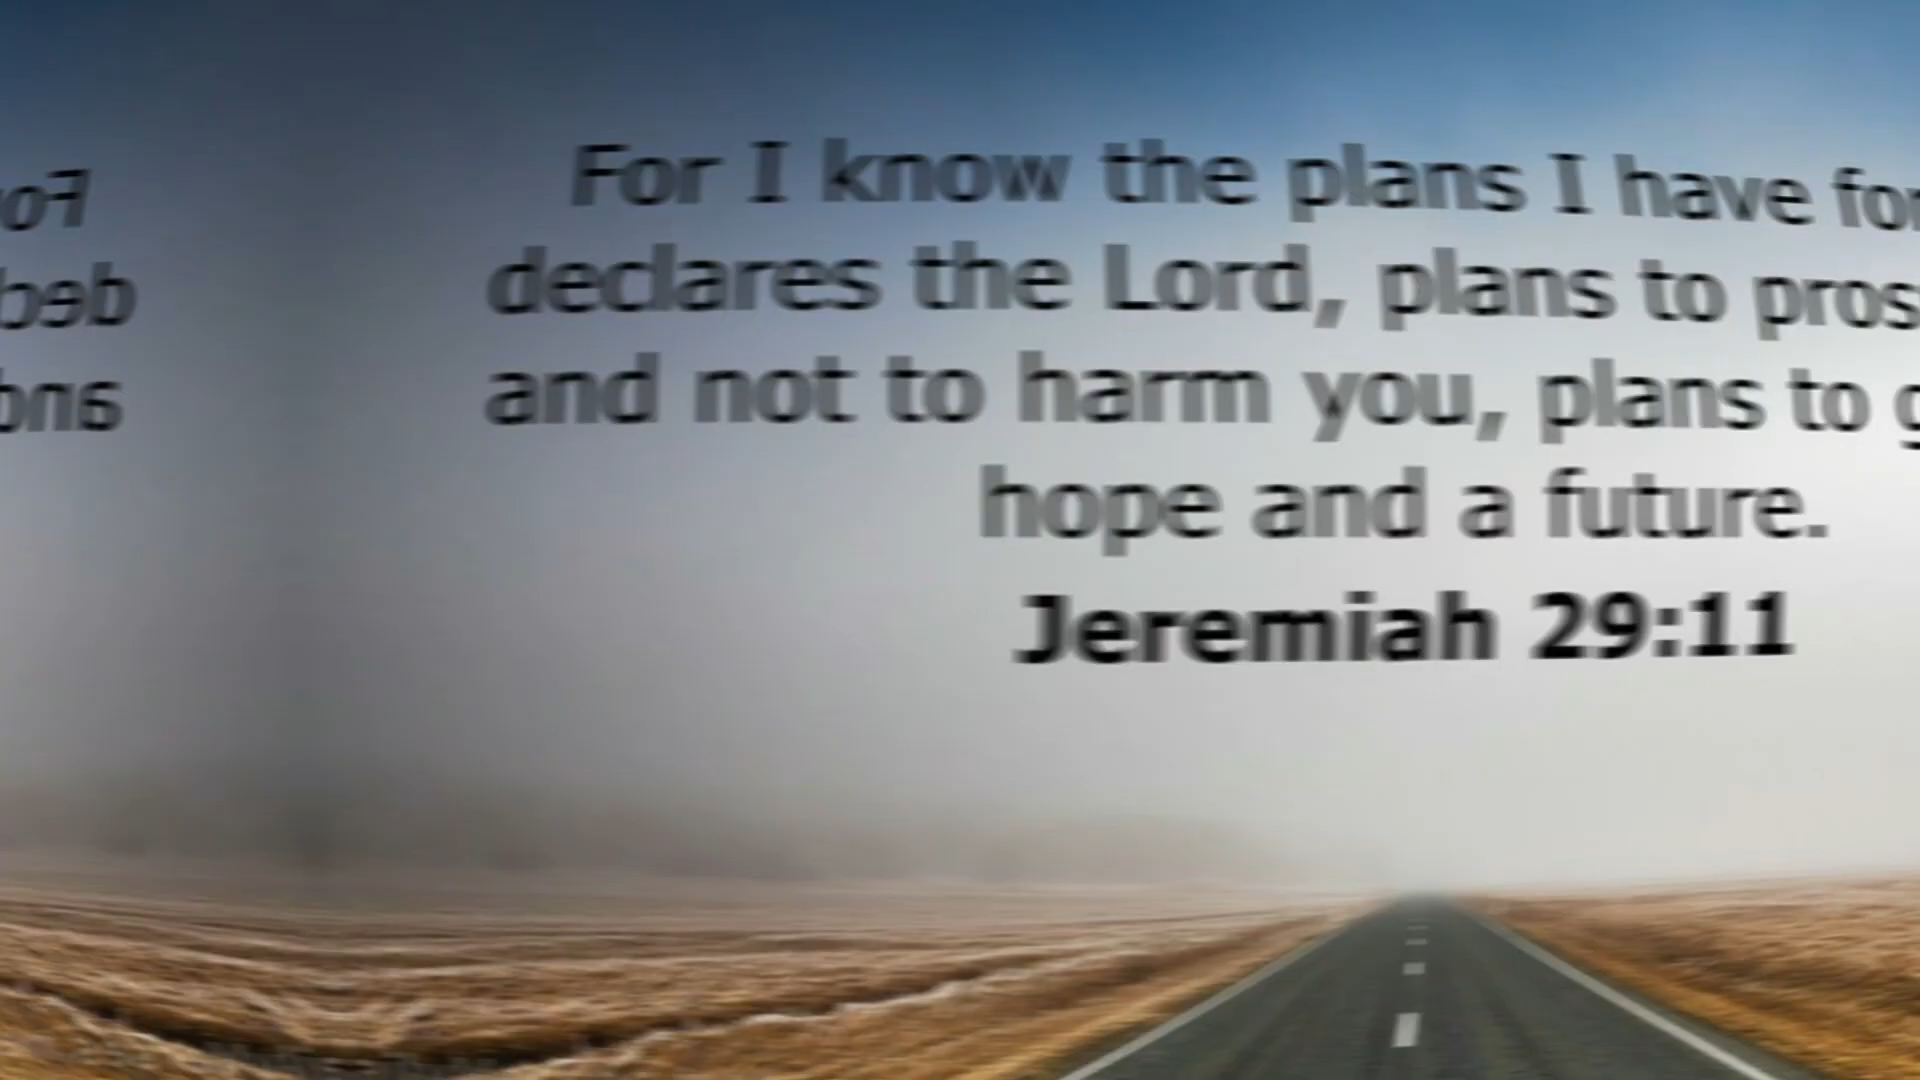 For I know the plans I have for
declares the Lord, plans to pros
and not to harm you, plans to g
hope and a future.
Jeremiah 29:11